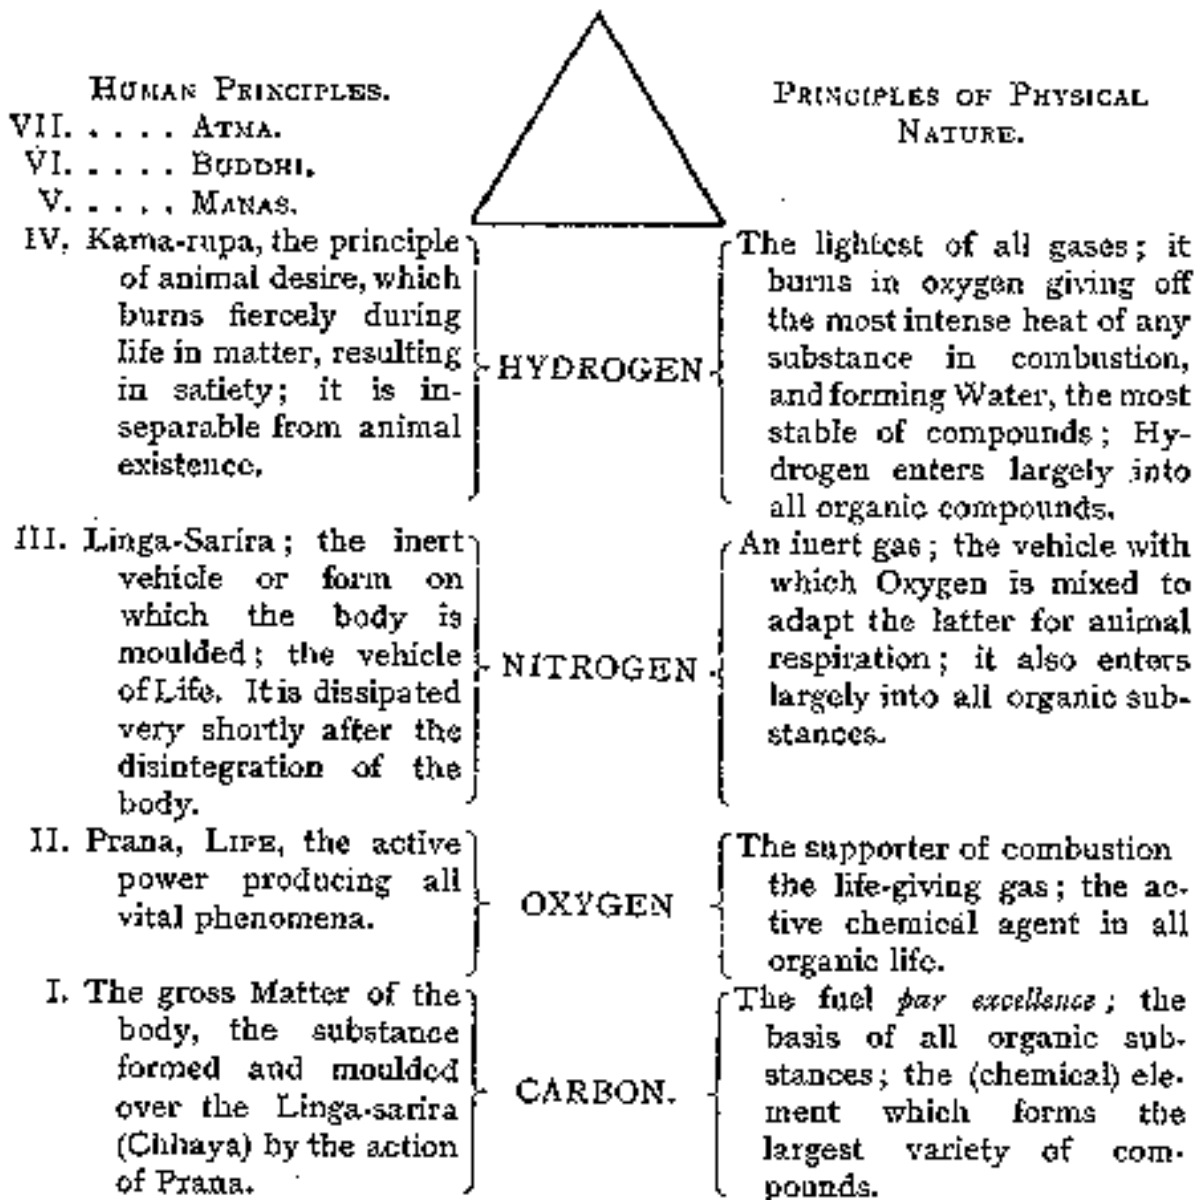 HUMAN PRINCIPLES.
VII. . . . . ATMA.
VI. . . . . BUDDHI.
V. . . . . MANAS.
IV. Kama-rupa, the principle
of animal desire, which
burns fiercely during
life in matter, resulting
in satiety; it is in-
separable from animal
existence.
HYDROGEN
PRINCIPLES OF PHYSICAL
NATURE.
The lightest of all gases; it
burns in oxygen giving off
the most intense heat of any
substance in combustion,
and forming Water, the most
stable of compounds; Hy-
drogen enters largely into
all organic compounds.
III. Linga-Sarira; the inert
vehicle or form on
which the body is
moulded; the vehicle
of Life. It is dissipated
very shortly after the
disintegration of the
body.
NITROGEN
An inert gas; the vehicle with
which Oxygen is mixed to
adapt the latter for animal
respiration; it also enters
largely into all organic sub-
stances.
II. Prana, LIFE, the active
power producing all
vital phenomena.
OXYGEN
The supporter of combustion
the life-giving gas; the ac-
tive chemical agent in all
organic life.
I. The gross Matter of the
body, the substance
formed and moulded
over the Linga-sarira
(Chhaya) by the action
of Prana.
CARBON.
The fuel par excellence; the
basis of all organic sub-
stances; the (chemical) ele-
ment which forms the
largest variety of com-
pounds.